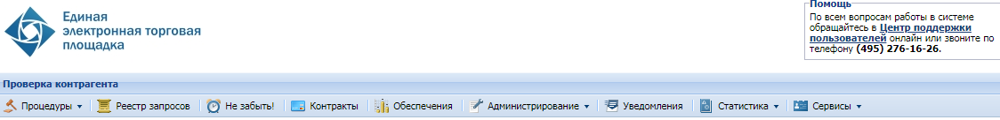 Единая
электронная торговая
площадка
Помощь
По всем вопросам работы в системе
обращайтесь в Центр поддержки
пользователей онлайн или звоните по
телефону (495) 276-16-26.
Проверка контрагента
Процедуры Реестр запросов Не забыть! Контракты Обеспечения Администрирование Уведомления Статистика Сервисы